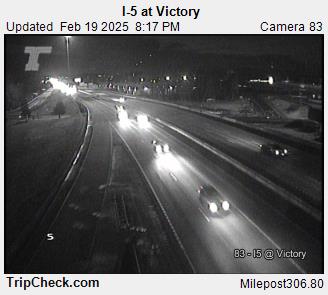 I-5 at Victory
Updated  Feb 19 2025  8:17 PM
Camera 83
T
S
83 - I5 @ Victory
TripCheck.com
Milepost306.80